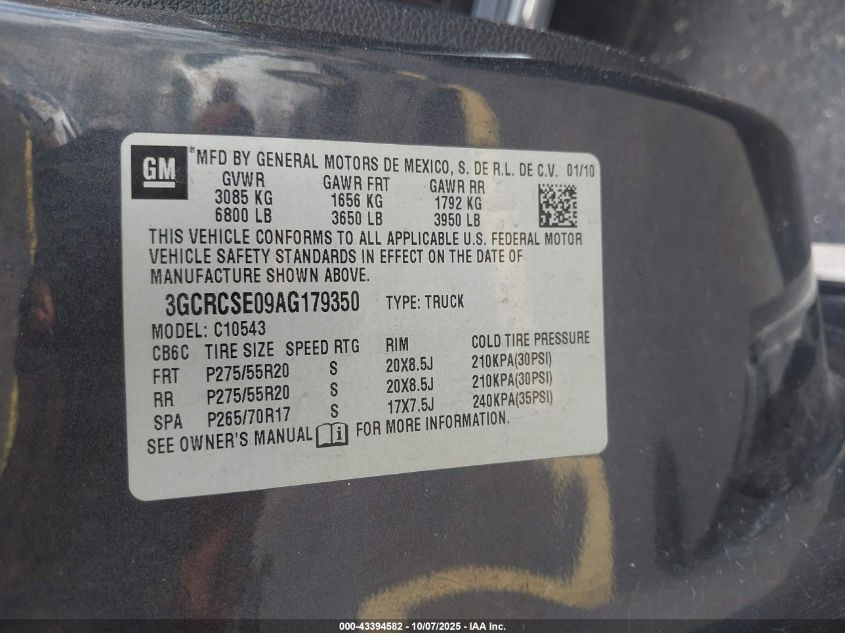 GM
®MFD BY GENERAL MOTORS DE MEXICO, S. DE R.L. DE C.V. 01/10
GVWR GAWR FRT GAWR RR
3085 KG 1656 KG 1792 KG
6800 LB 3650 LB 3950 LB
THIS VEHICLE CONFORMS TO ALL APPLICABLE U.S. FEDERAL MOTOR
VEHICLE SAFETY STANDARDS IN EFFECT ON THE DATE OF
MANUFACTURE SHOWN ABOVE.
3GCRCSE09AG179350 TYPE: TRUCK
MODEL: C10543
CB6C TIRE SIZE SPEED RTG RIM COLD TIRE PRESSURE
FRT P275/55R20 S 20X8.5J 210KPA(30PSI)
RR P275/55R20 S 20X8.5J 210KPA(30PSI)
SPA P265/70R17 S 17X7.5J 240KPA(35PSI)
SEE OWNER'S MANUAL i FOR MORE INFORMATION.
000-43394582 - 10/07/2025 - IAA Inc.